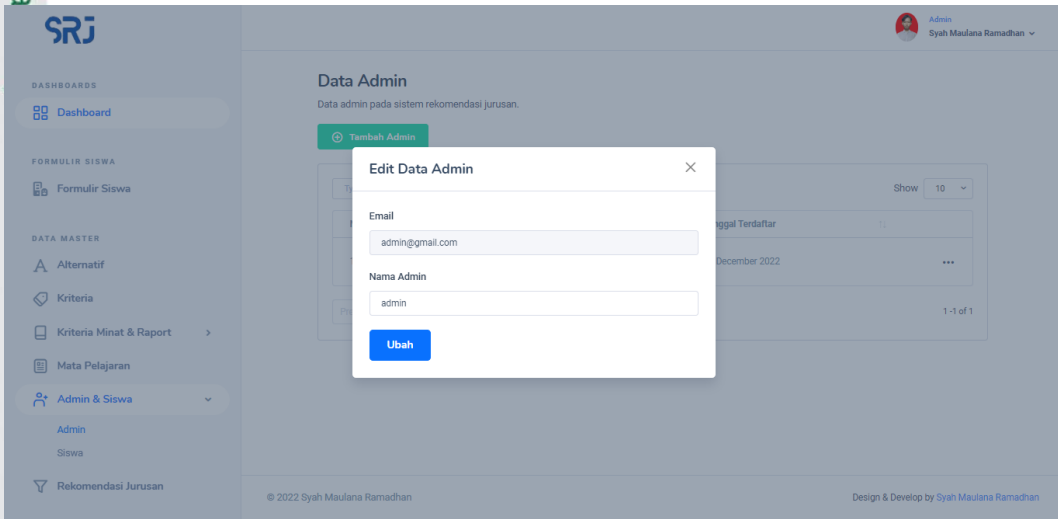 SRJ
Admin
Syah Maulana Ramadhan
DASHBOARDS
Dashboard
FORMULIR SISWA
Formulir Siswa
DATA MASTER
Alternatif
Kriteria
Kriteria Minat & Raport
Mata Pelajaran
Admin & Siswa
Admin
Siswa
Rekomendasi Jurusan
Data Admin
Data admin pada sistem rekomendasi jurusan.
Tambah Admin
Show 10
Terdaftar
December 2022
1 -1 of 1
Edit Data Admin
Email
admin@gmail.com
Nama Admin
admin
Ubah
© 2022 Syah Maulana Ramadhan
Design & Develop by Syah Maulana Ramadhan